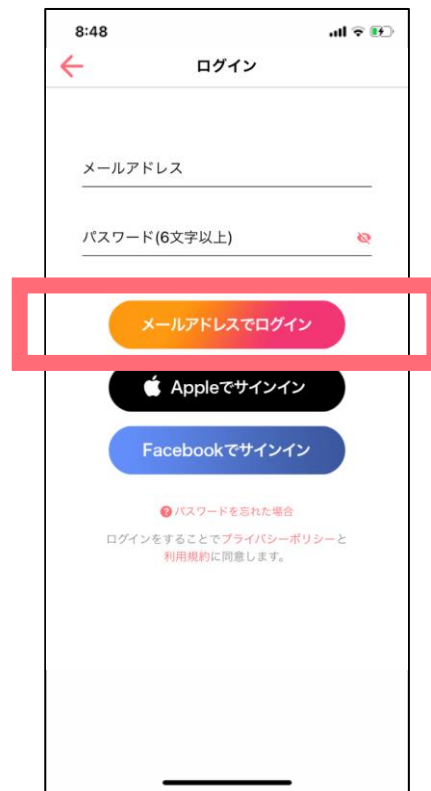 8:48
ログイン
メールアドレス
パスワード(6文字以上)
メールアドレスでログイン
Appleでサインイン
Facebookでサインイン
パスワードを忘れた場合
ログインをすることでプライバシーポリシーと
利用規約に同意します。